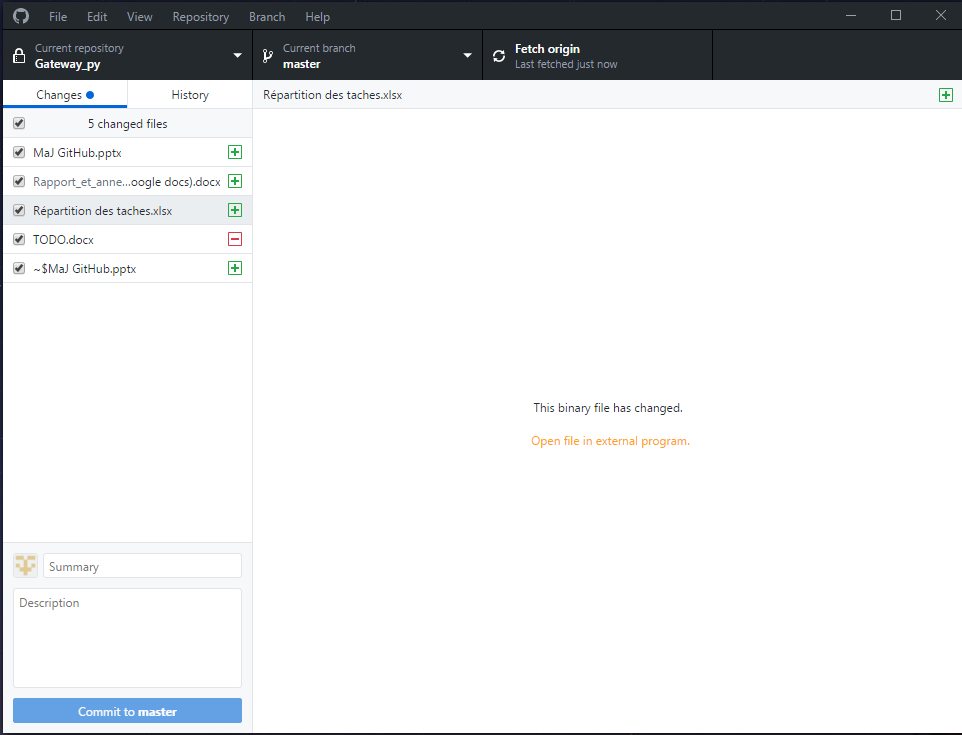 File Edit View Repository Branch Help
Current repository
Gateway_py
Current branch
master
Fetch origin
Last fetched just now
Changes
History
Répartition des taches.xlsx
5 changed files
MaJ GitHub.pptx
Rapport_et_anne...oogle docs).docx
Répartition des taches.xlsx
TODO.docx
~$MaJ GitHub.pptx
This binary file has changed.
Open file in external program.
Summary
Description
Commit to master